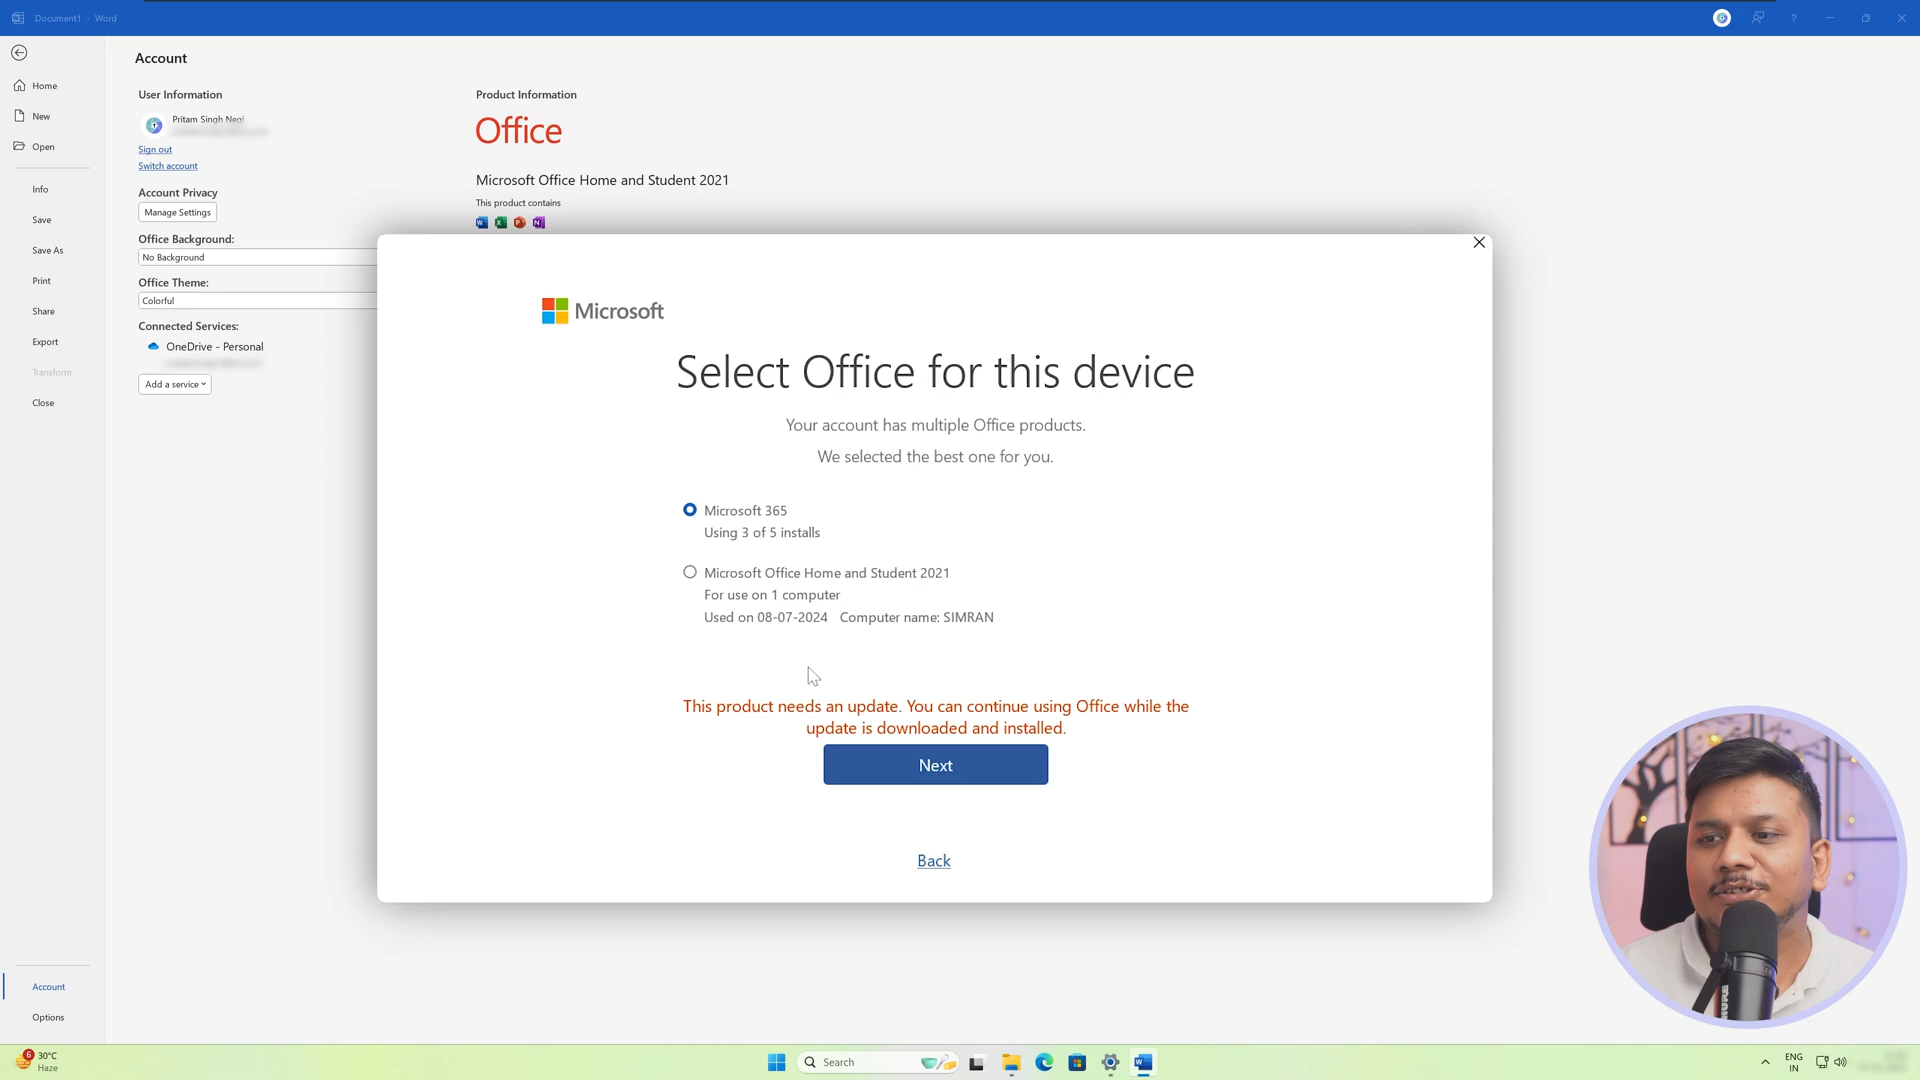 Document1 - Word
Account
Home
New
Open
Info
Save
Save As
Print
Share
Export
Transform
Close
Account
Options
User Information
Pritam Singh Negi
Sign out
Switch account
Account Privacy
Manage Settings
Office Background:
No Background
Office Theme:
Colorful
Connected Services:
OneDrive - Personal
Add a service
Product Information
Office
Microsoft Office Home and Student 2021
This product contains
Microsoft
Select Office for this device
Your account has multiple Office products.
We selected the best one for you.
Microsoft 365
Using 3 of 5 installs
Microsoft Office Home and Student 2021
For use on 1 computer
Used on 08-07-2024 Computer name: SIMRAN
This product needs an update. You can continue using Office while the
update is downloaded and installed.
Next
Back
6
30°C
Haze
Search
ENG
IN